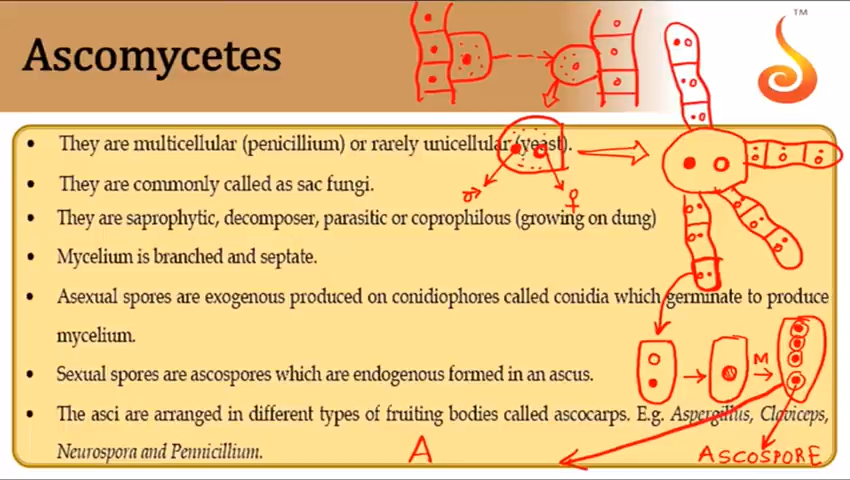 Ascomycetes
TM
They are multicellular (penicillium) or rarely unicellular (yeast).
They are commonly called as sac fungi.
♂ ♀
They are saprophytic, decomposer, parasitic or coprophilous (growing on dung)
Mycelium is branched and septate.
Asexual spores are exogenous produced on conidiophores called conidia which germinate to produce
mycelium.
M
Sexual spores are ascospores which are endogenous formed in an ascus.
The asci are arranged in different types of fruiting bodies called ascocarps. E.g. Aspergillus, Claviceps,
Neurospora and Pennicillium.
A
ASCOSPORE